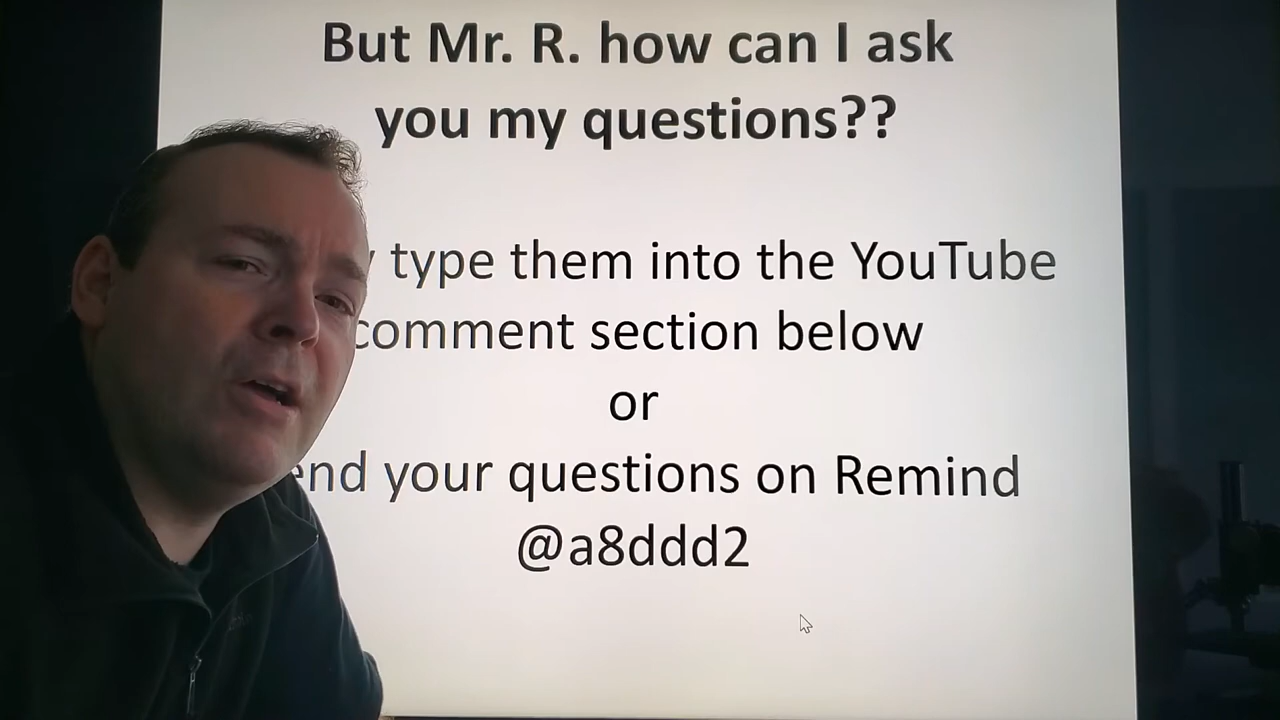 But Mr. R. how can I ask
you my questions??
type them into the YouTube
comment section below
or
your questions on Remind
@a8ddd2